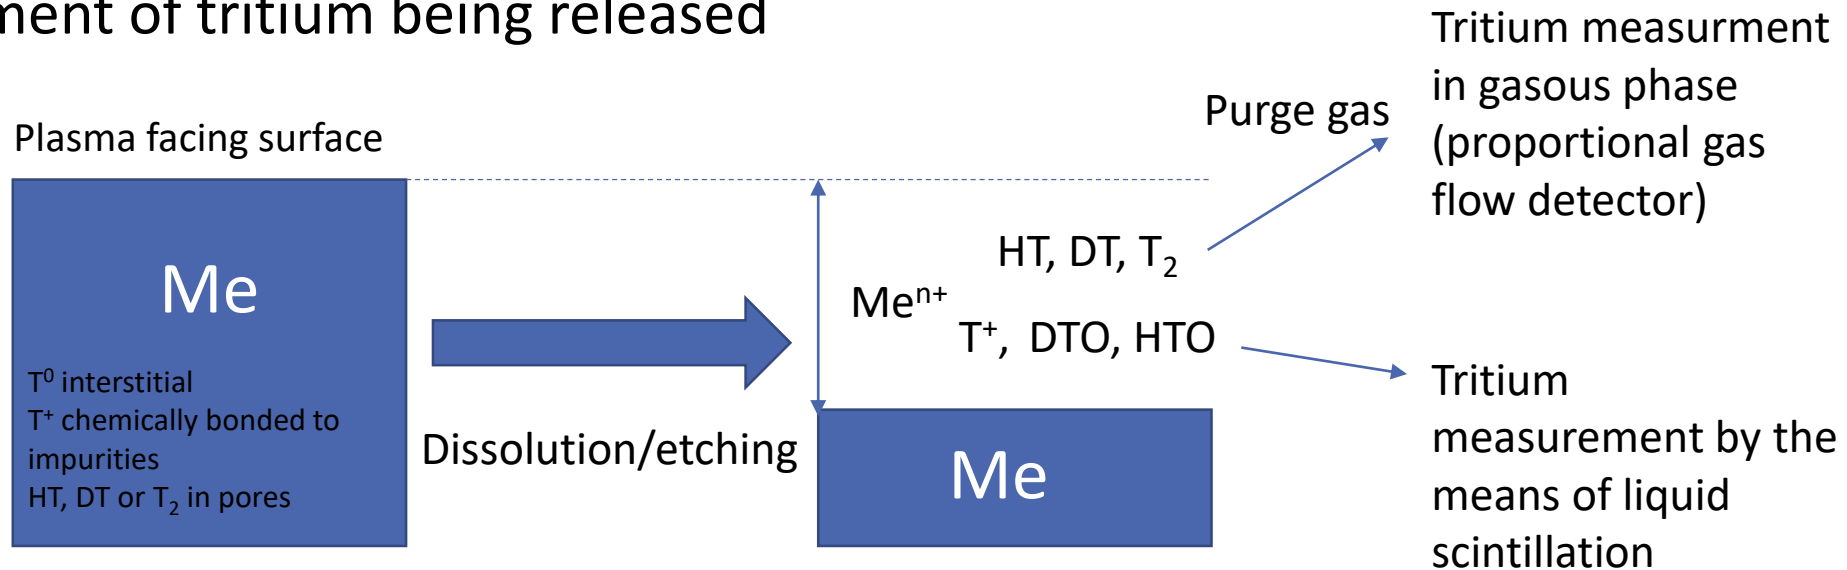 ment of tritium being released
Plasma facing surface
Me
T⁰ interstitial
T⁺ chemically bonded to
impurities
HT, DT or T₂ in pores
Dissolution/etching
Meⁿ⁺
HT, DT, T₂
T⁺, DTO, HTO
Me
Purge gas
Tritium measurment
in gasous phase
(proportional gas
flow detector)
Tritium
measurement by the
means of liquid
scintillation